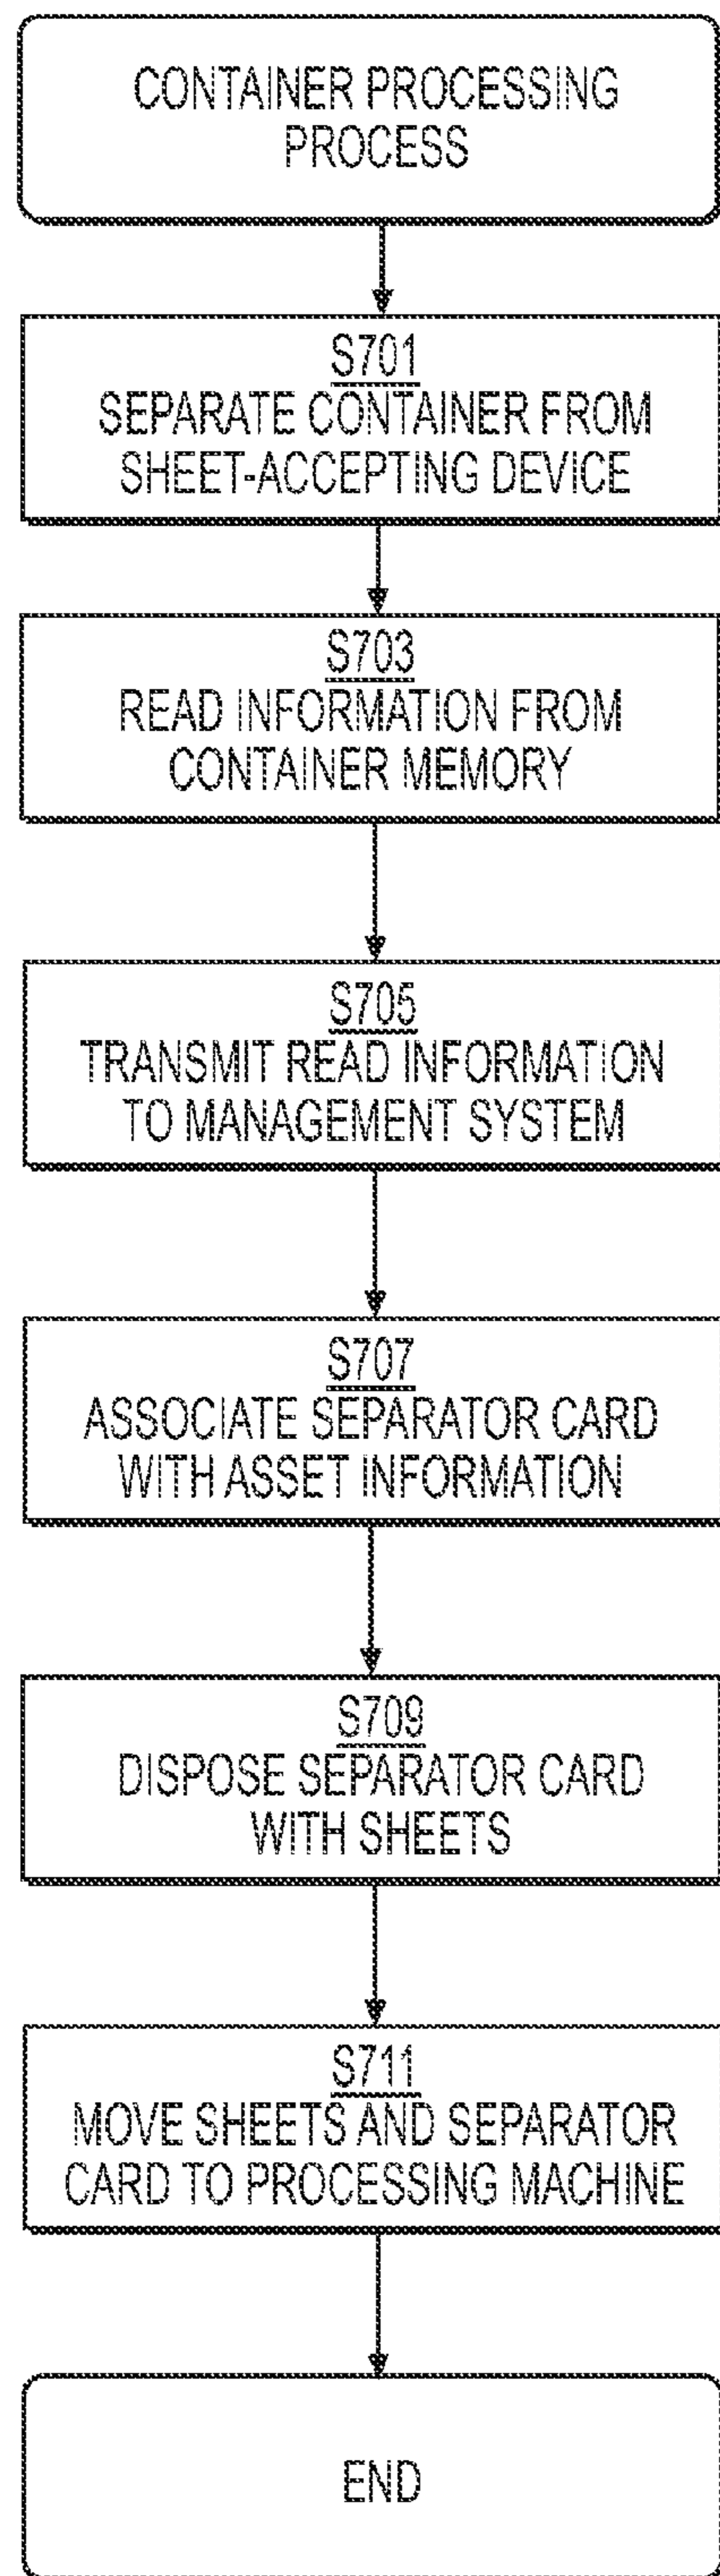 CONTAINER PROCESSING
PROCESS
S701
SEPARATE CONTAINER FROM
SHEET-ACCEPTING DEVICE
S703
READ INFORMATION FROM
CONTAINER MEMORY
S705
TRANSMIT READ INFORMATION
TO MANAGEMENT SYSTEM
S707
ASSOCIATE SEPARATOR CARD
WITH ASSET INFORMATION
S709
DISPOSE SEPARATOR CARD
WITH SHEETS
S711
MOVE SHEETS AND SEPARATOR
CARD TO PROCESSING MACHINE
END